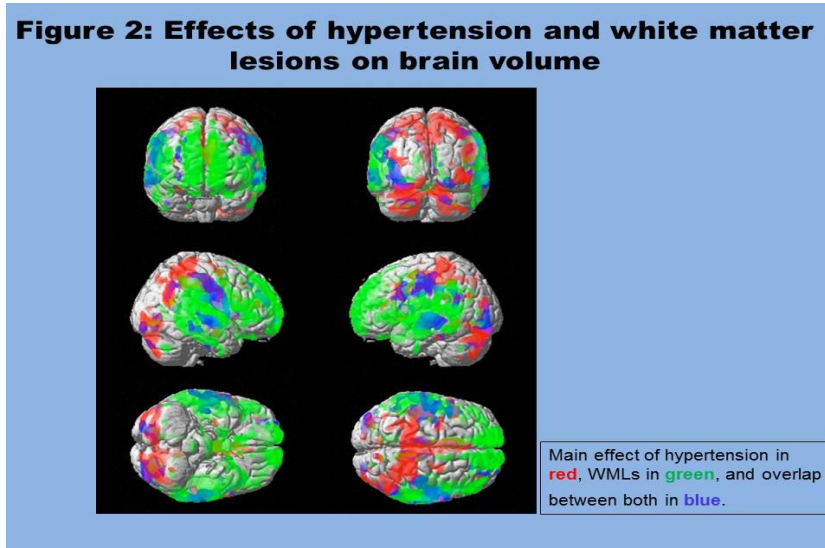 Figure 2: Effects of hypertension and white matter
lesions on brain volume
Main effect of hypertension in
red, WMLs in green, and overlap
between both in blue.